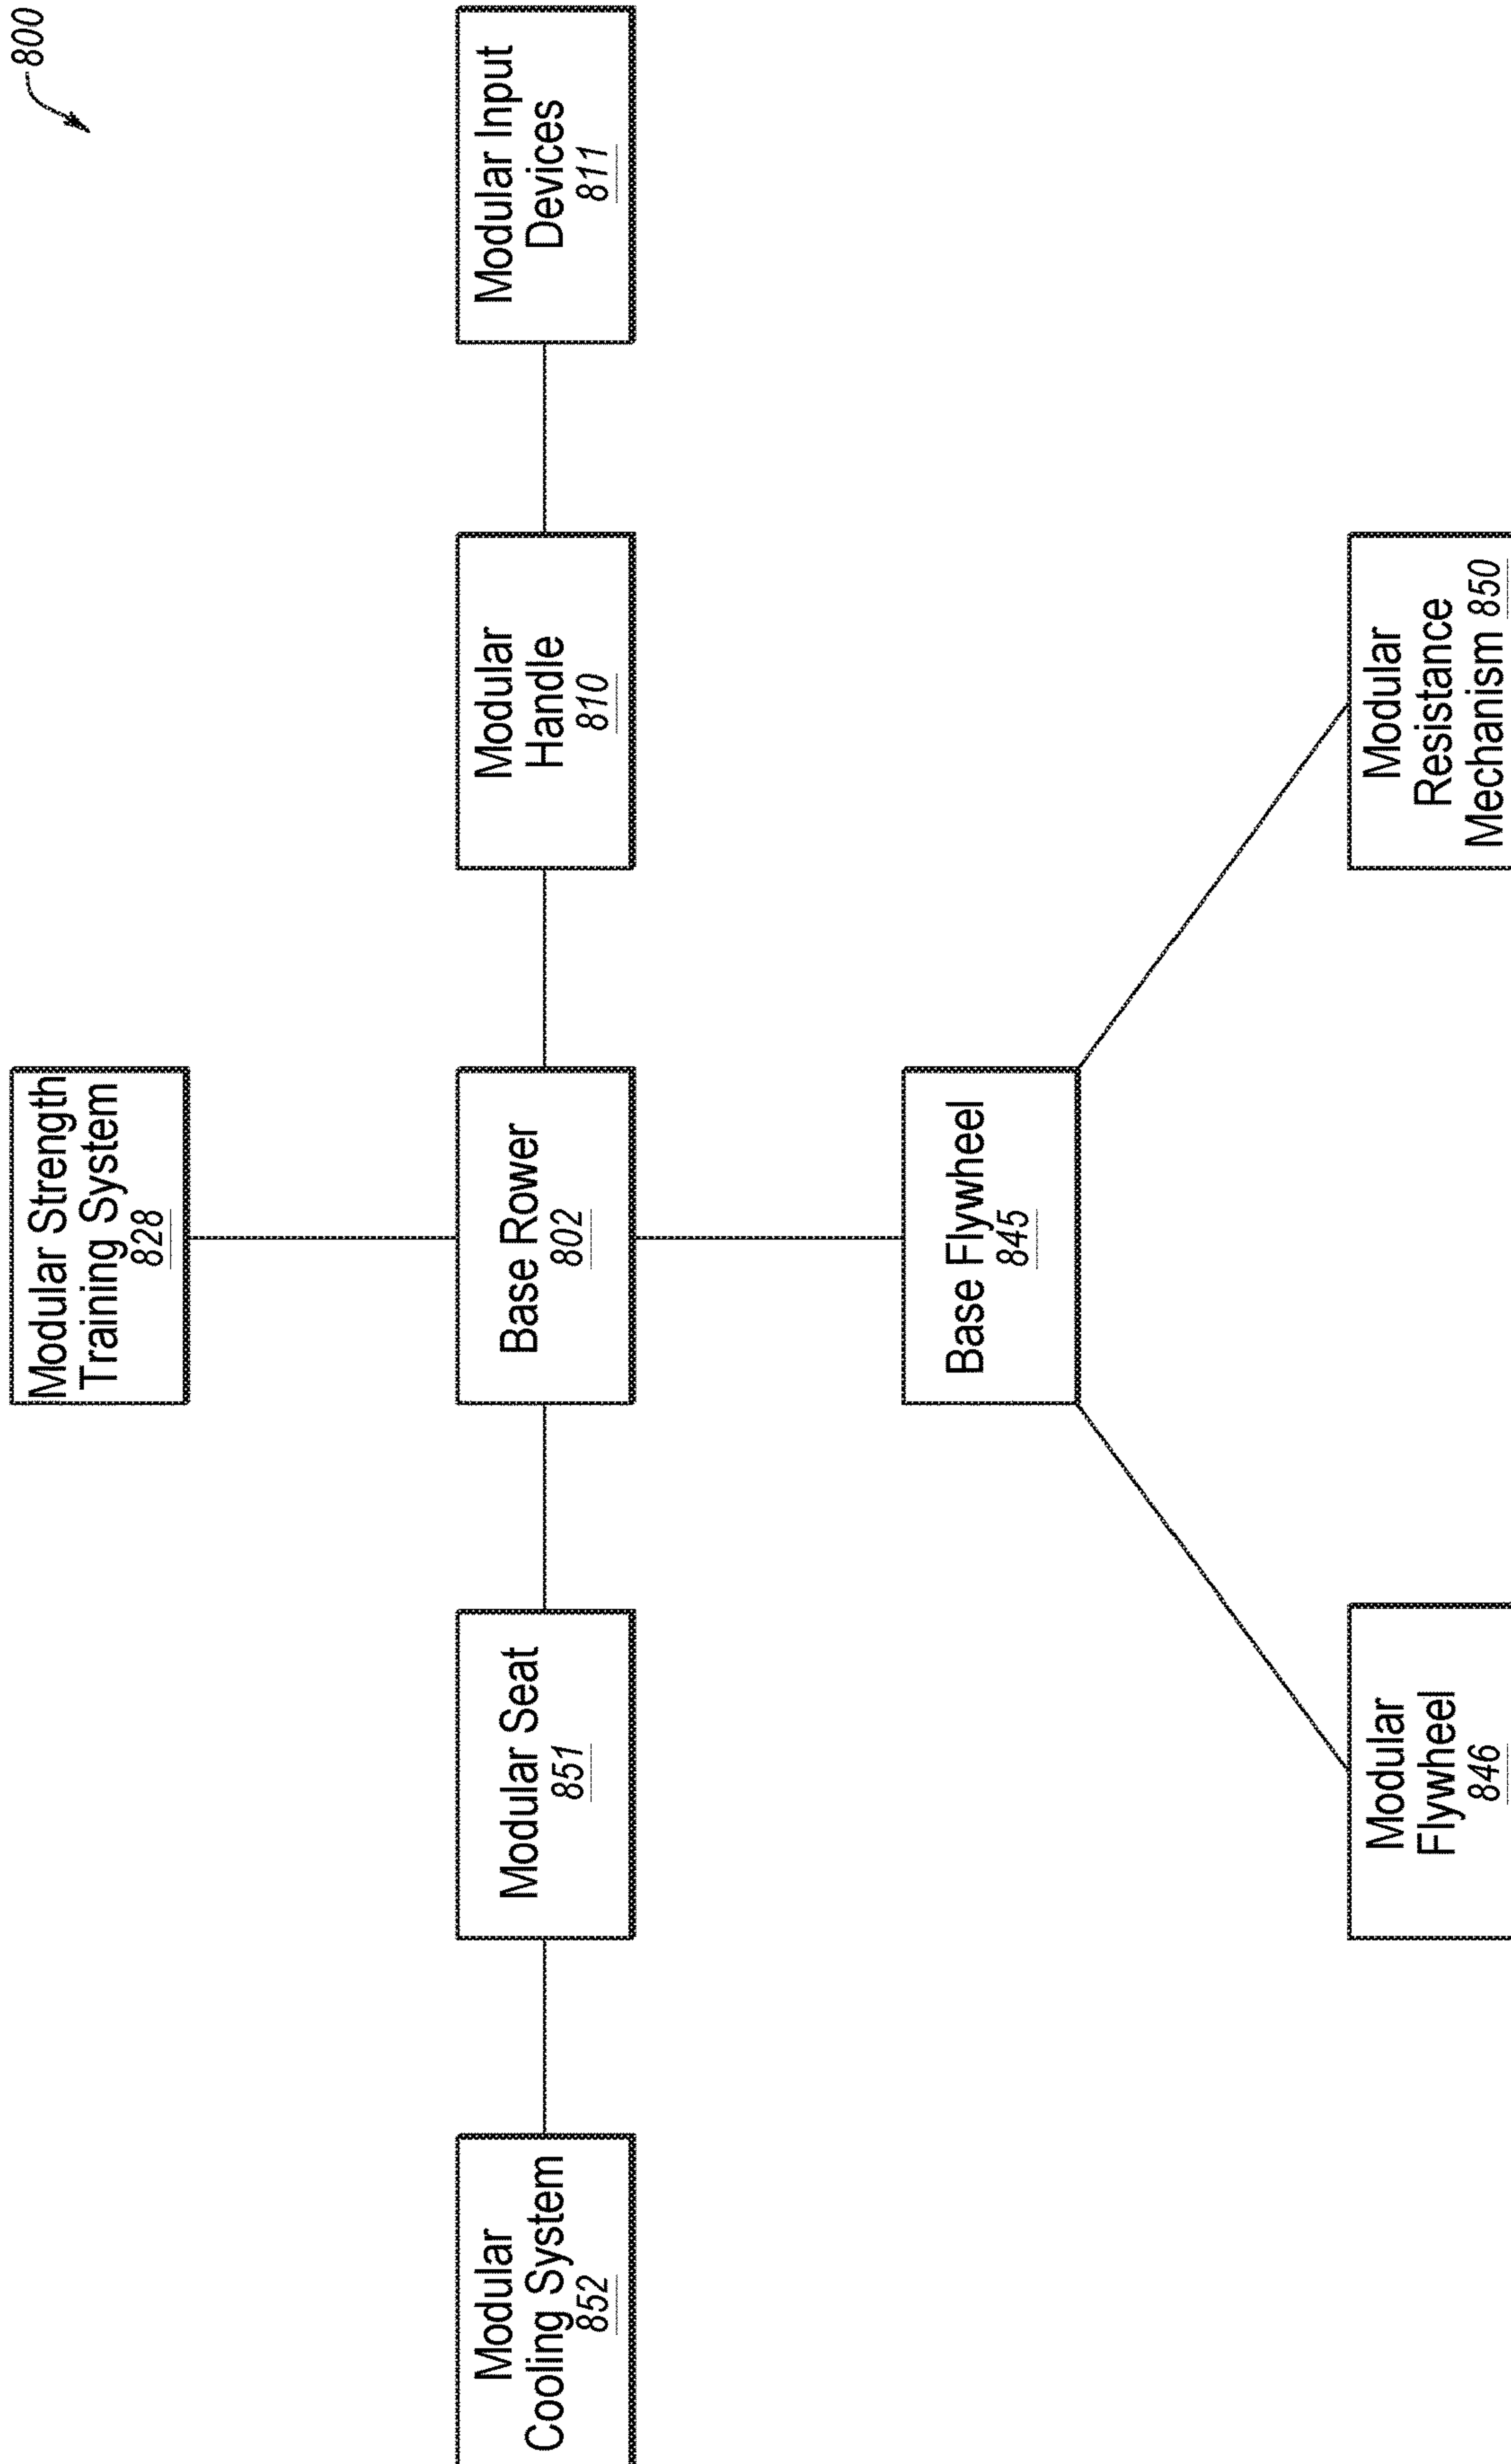 800
Modular Strength
Training System
828
Modular
Cooling System
852
Modular Seat
851
Base Rower
802
Modular
Handle
810
Modular Input
Devices
811
Base Flywheel
845
Modular
Flywheel
846
Modular
Resistance
Mechanism 850